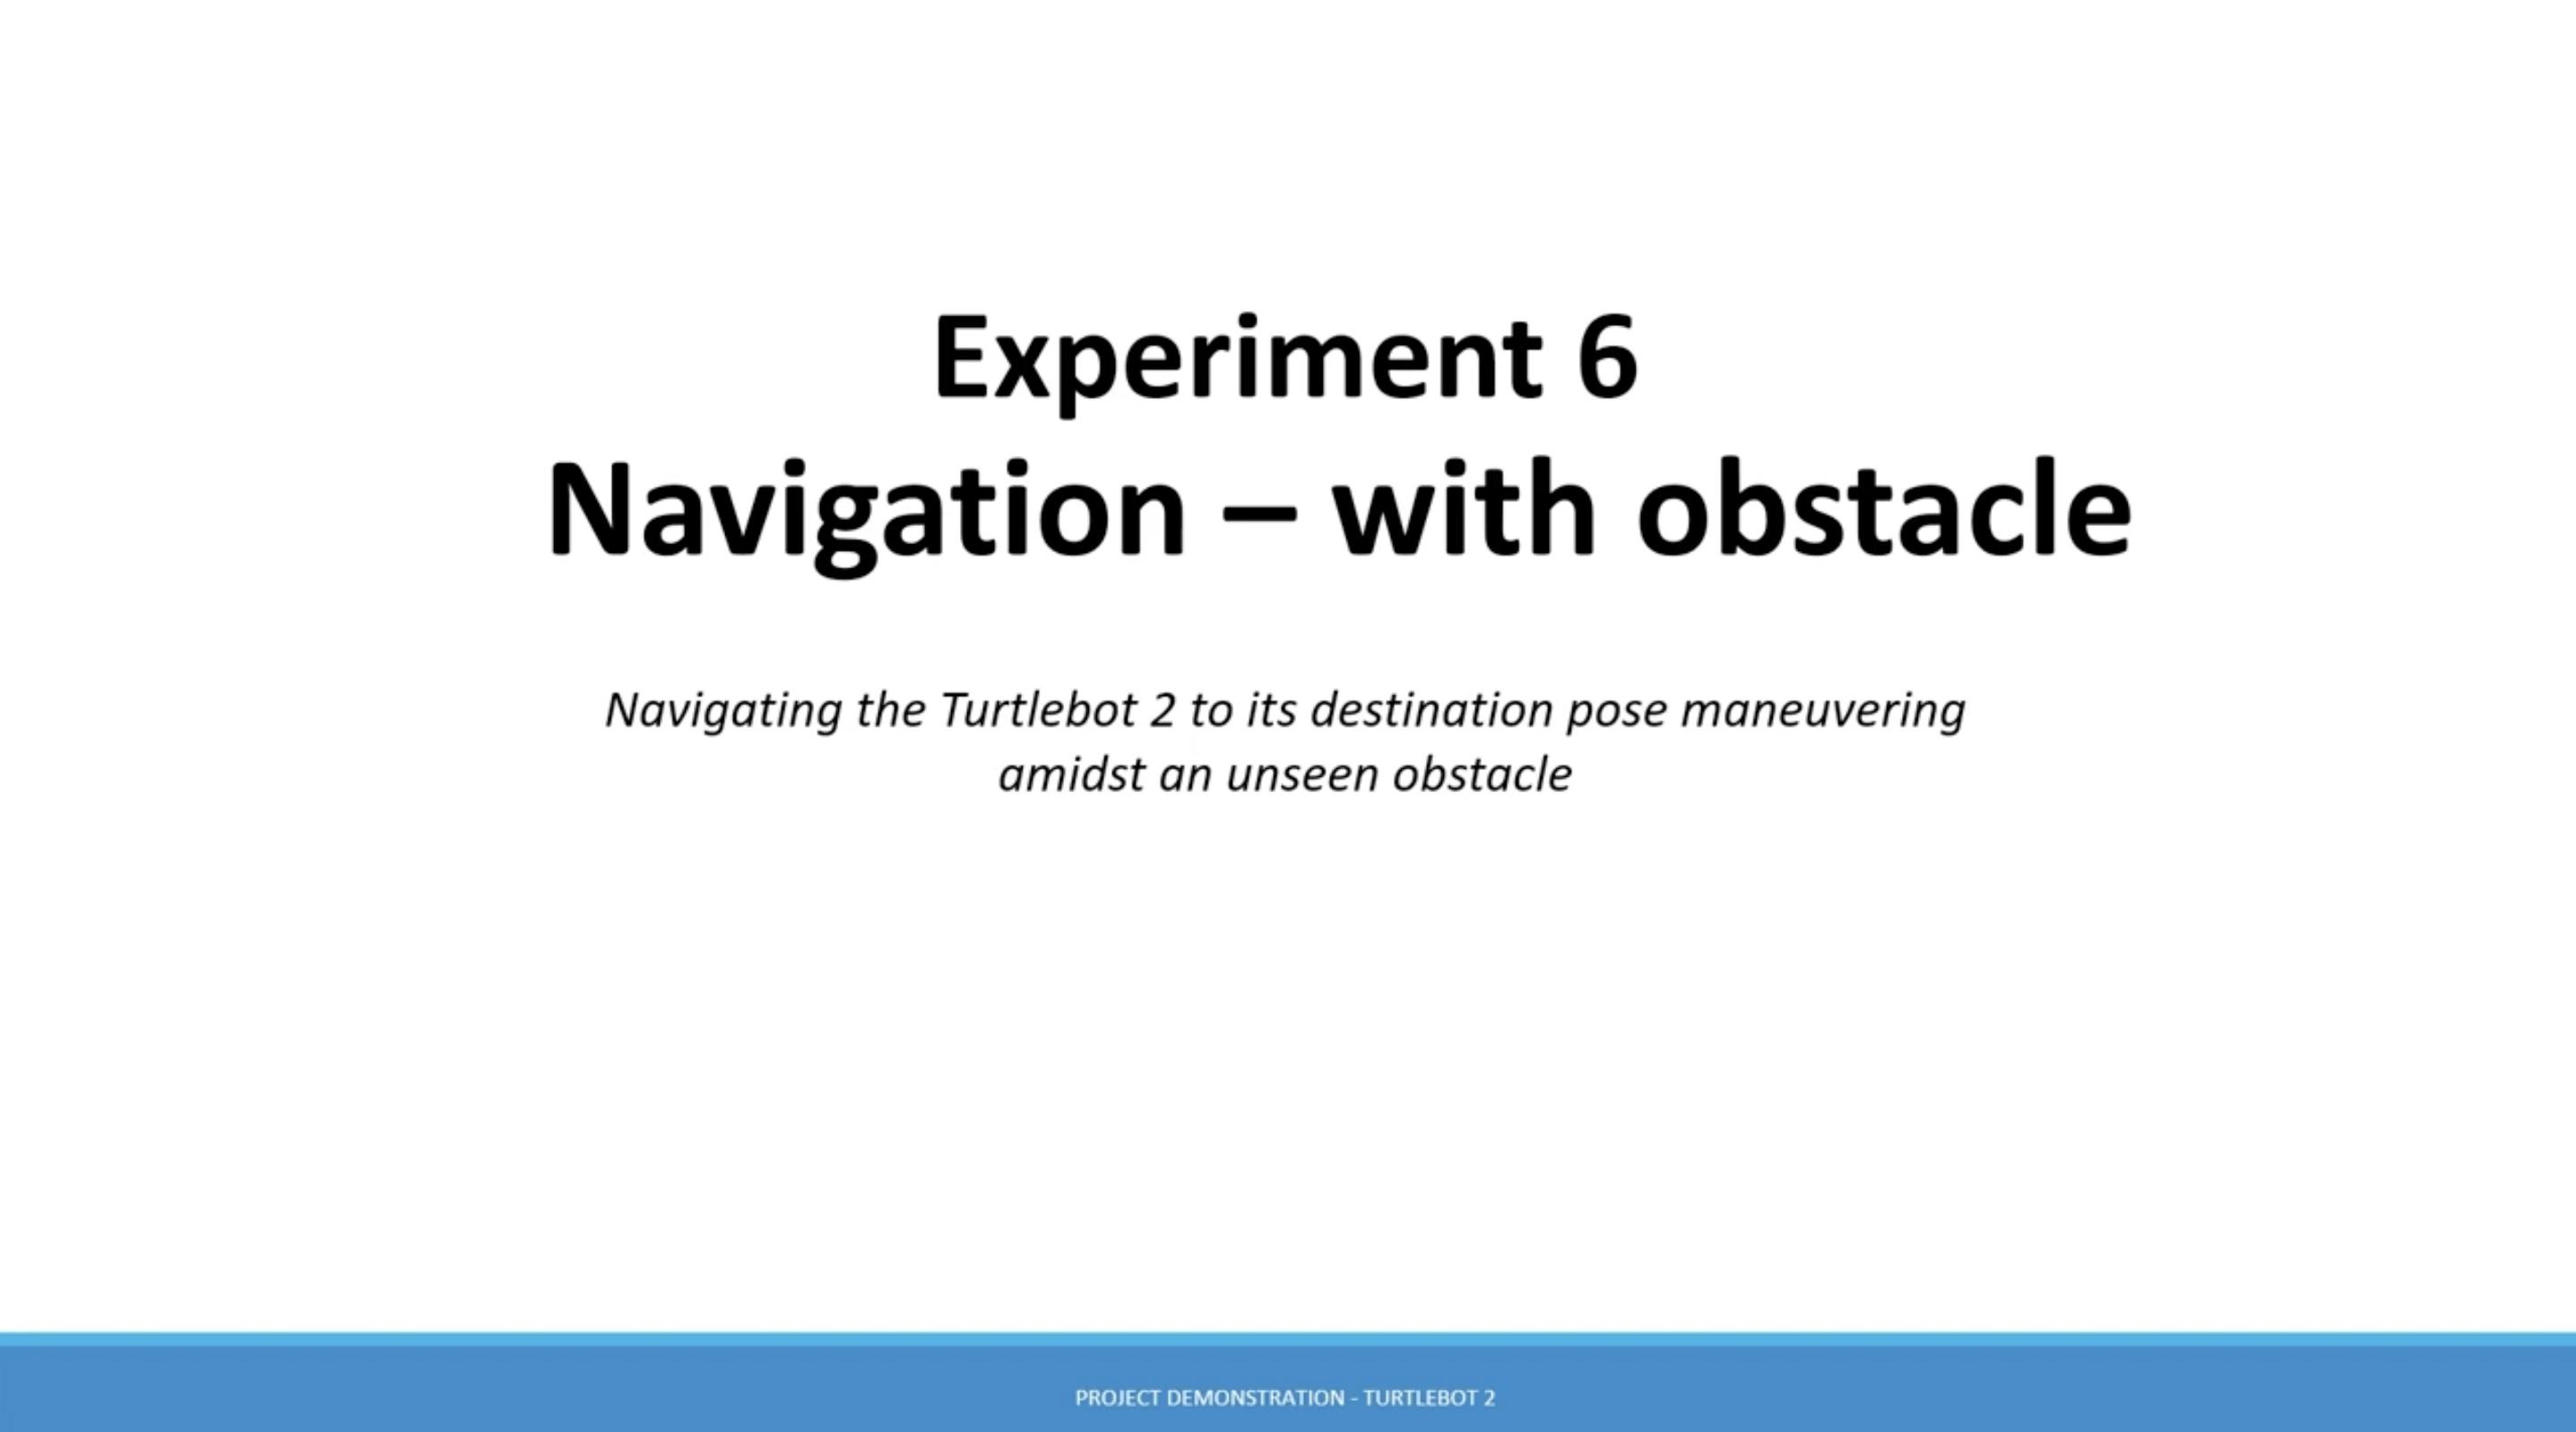 Experiment 6
Navigation – with obstacle
Navigating the Turtlebot 2 to its destination pose maneuvering
amidst an unseen obstacle
PROJECT DEMONSTRATION - TURTLEBOT 2